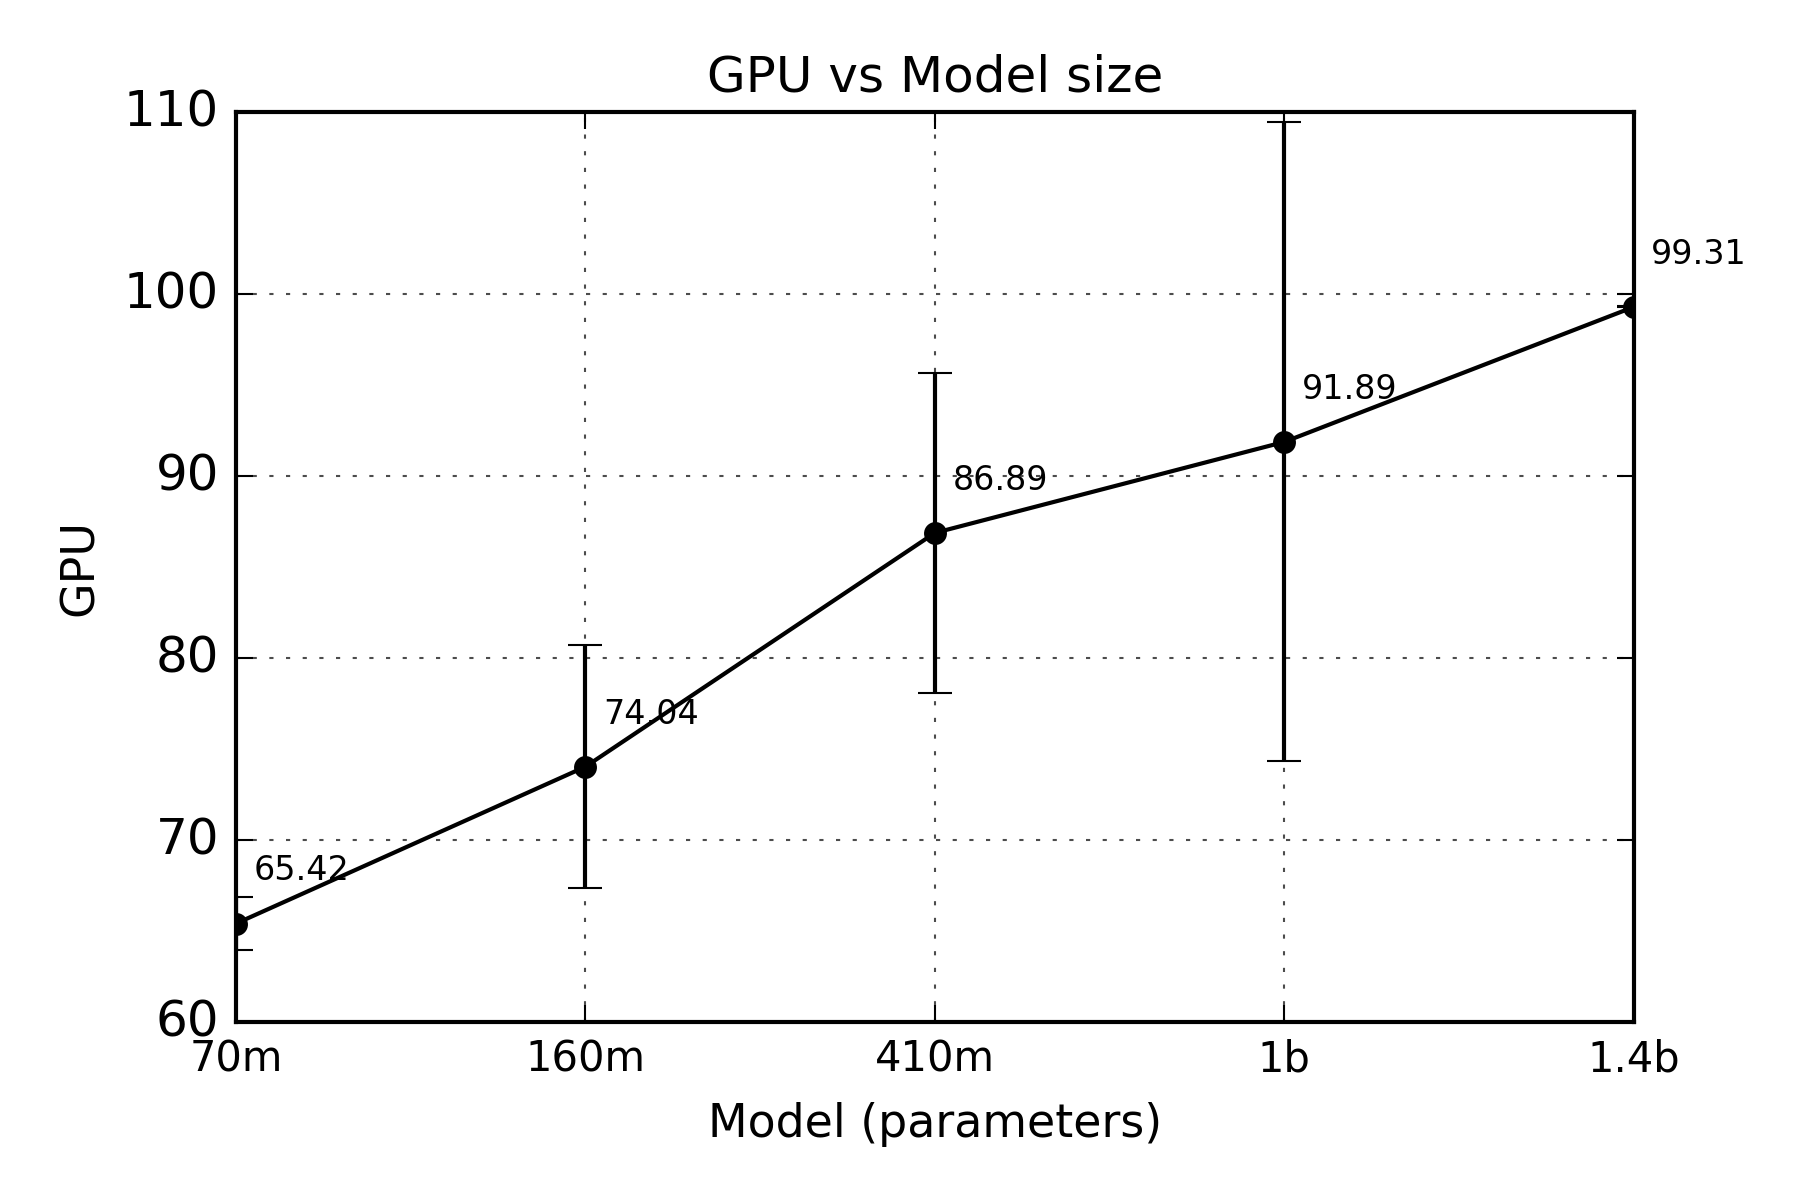 GPU vs Model size
110
100
90
80
70
60
GPU
65.42
74.04
86.89
91.89
99.31
70m 160m 410m 1b 1.4b
Model (parameters)